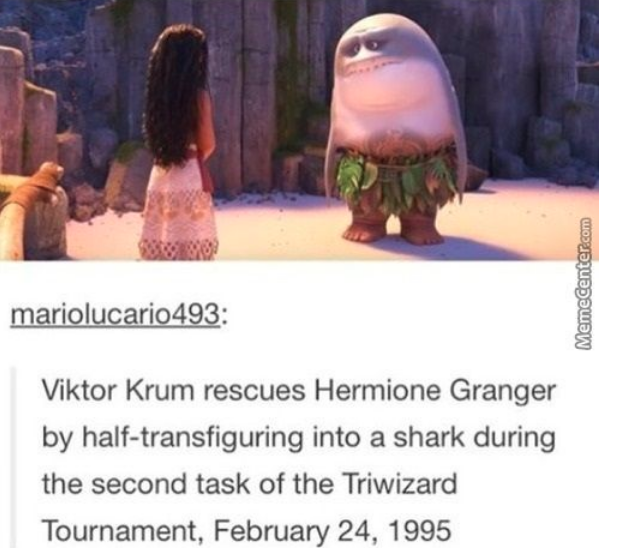 MemeCenter.com
mariolucario493:
Viktor Krum rescues Hermione Granger
by half-transfiguring into a shark during
the second task of the Triwizard
Tournament, February 24, 1995